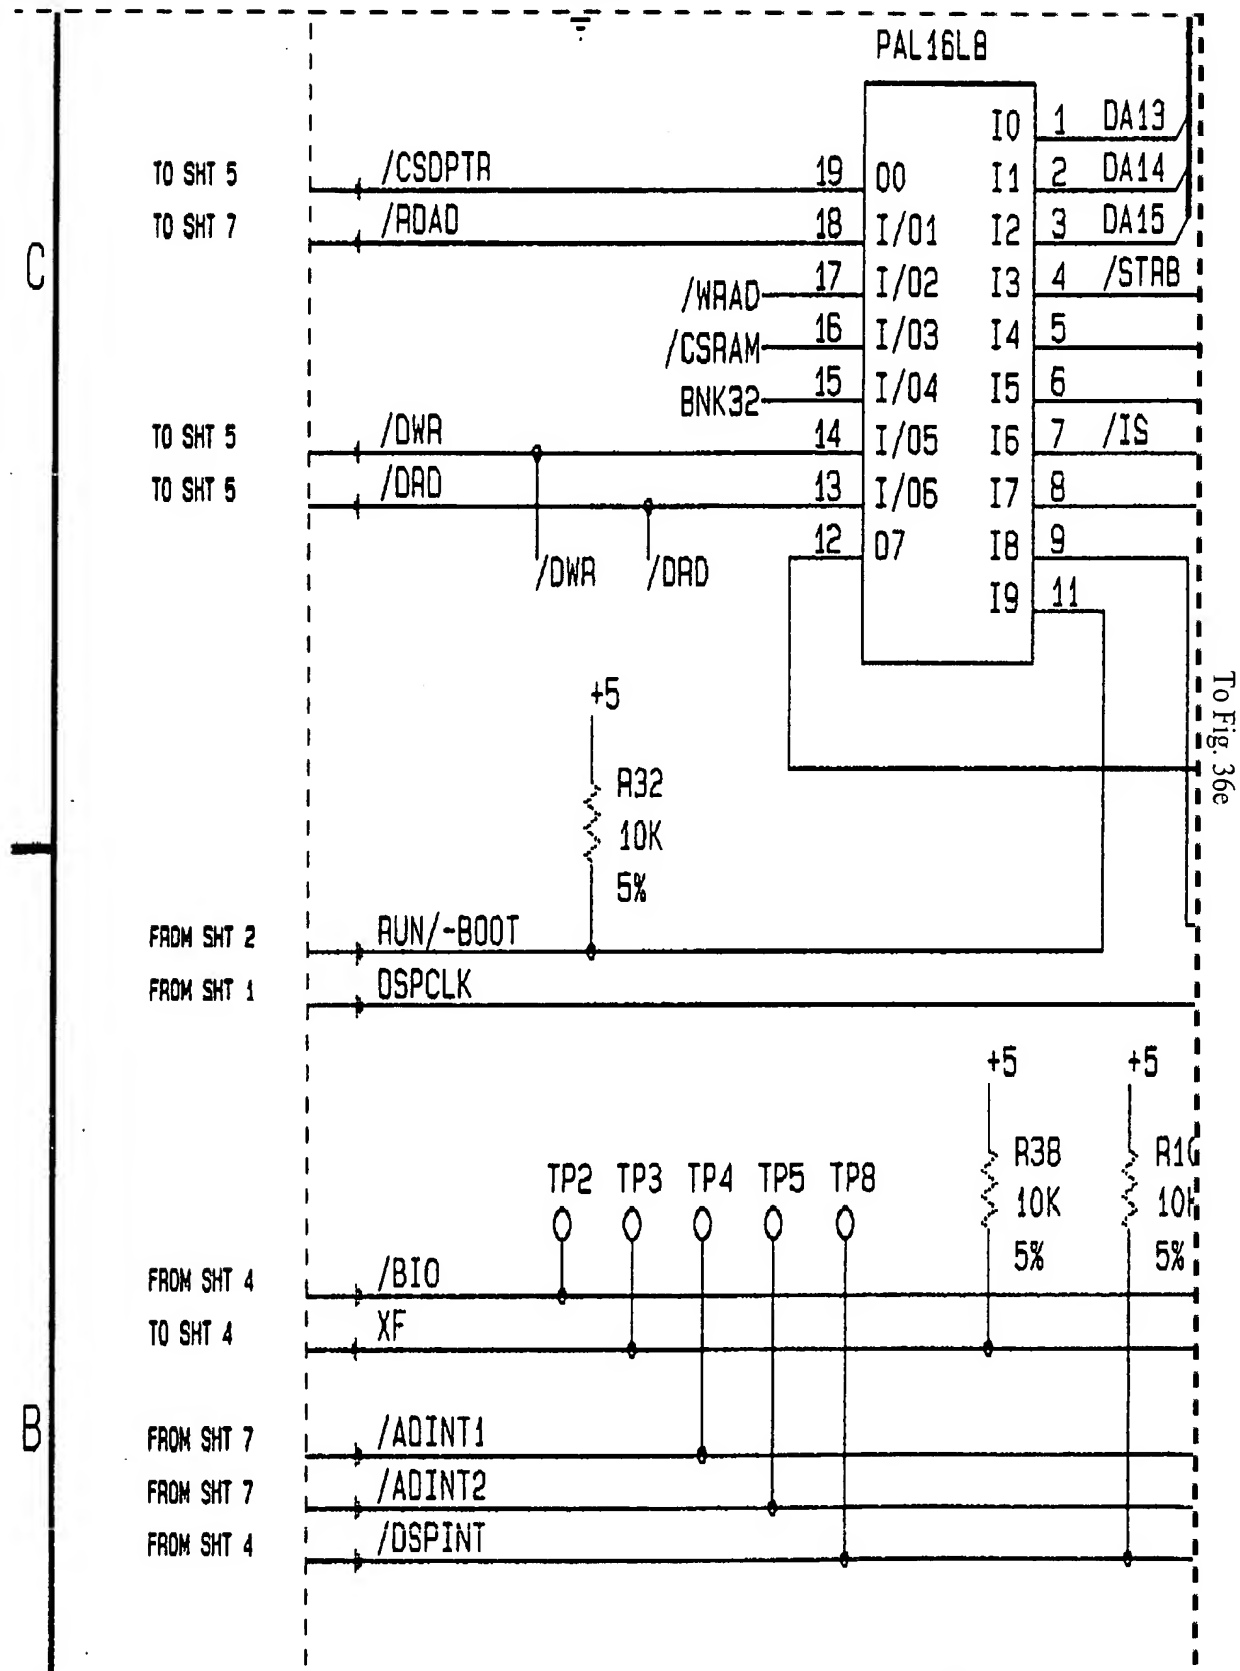 PAL16L8
I0 1 DA13
TO SHT 5 /CSDPTR 19 O0 I1 2 DA14
TO SHT 7 /RDAD 18 I/O1 I2 3 DA15
C
/WRAD 17 I/O2 I3 4 /STRB
/CSRAM 16 I/O3 I4 5
BNK32 15 I/O4 I5 6
TO SHT 5 /DWR 14 I/O5 I6 7 /IS
TO SHT 5 /DRD 13 I/O6 I7 8
12 O7 I8 9
/DWR /DRD
I9 11
To Fig. 36e
+5
R32
10K
5%
FROM SHT 2 RUN/-BOOT
FROM SHT 1 DSPCLK
+5 +5
R38
10K
5% 5%
TP2 TP3 TP4 TP5 TP8
FROM SHT 4 /BIO
TO SHT 4 XF
B
FROM SHT 7 /ADINT1
FROM SHT 7 /ADINT2
FROM SHT 4 /DSPINT